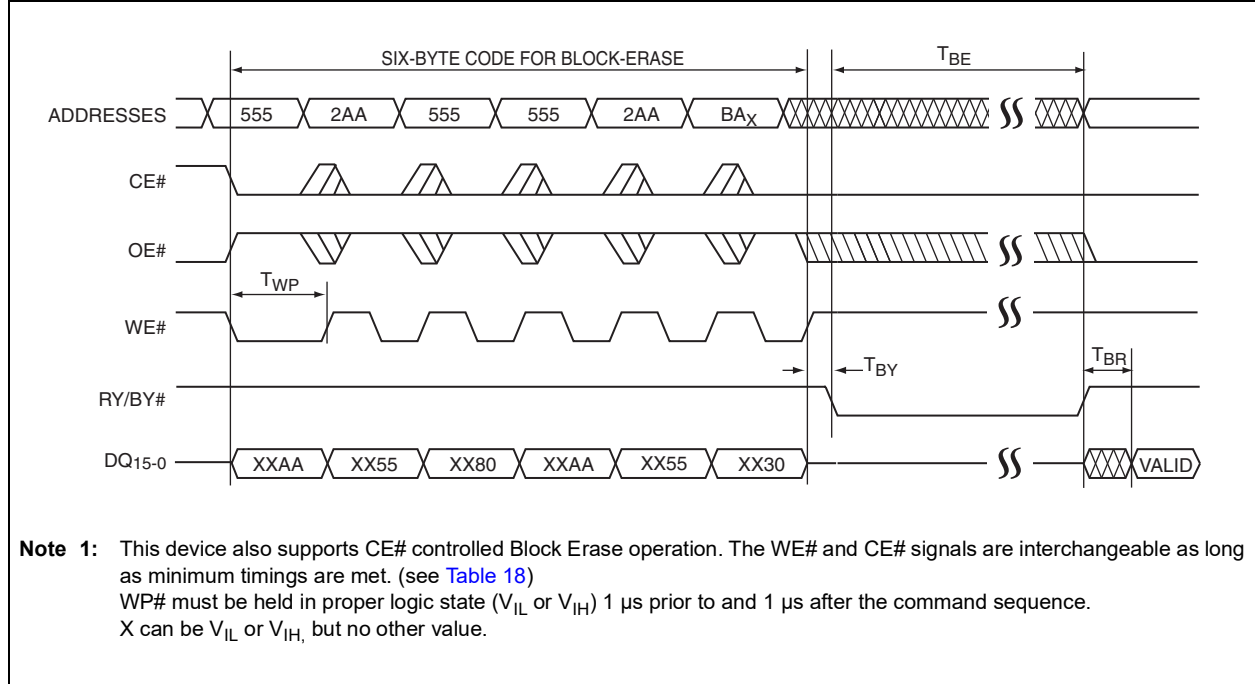 SIX-BYTE CODE FOR BLOCK-ERASE
TBE
ADDRESSES 555 2AA 555 555 2AA BAX
CE#
OE#
TWP
WE#
TBY
TBR
RY/BY#
DQ15-0 XXAA XX55 XX80 XXAA XX55 XX30 VALID
Note 1: This device also supports CE# controlled Block Erase operation. The WE# and CE# signals are interchangeable as long
as minimum timings are met. (see Table 18)
WP# must be held in proper logic state (VIL or VIH) 1 µs prior to and 1 µs after the command sequence.
X can be VIL or VIH, but no other value.